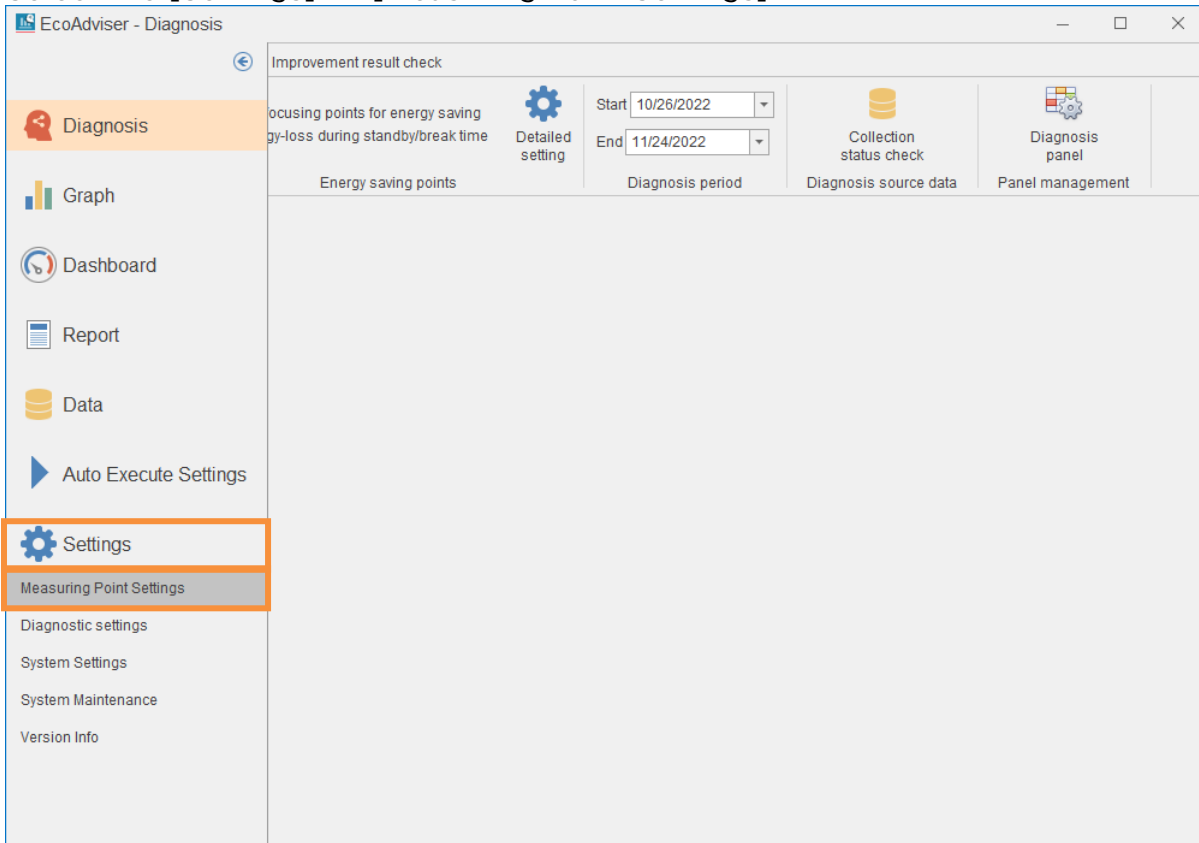 EcoAdviser - Diagnosis
Improvement result check
ocusing points for energy saving
gy-loss during standby/break time
Detailed
setting
Energy saving points
Start 10/26/2022
End 11/24/2022
Diagnosis period
Collection
status check
Diagnosis source data
Diagnosis
panel
Panel management
Diagnosis
Graph
Dashboard
Report
Data
Auto Execute Settings
Settings
Measuring Point Settings
Diagnostic settings
System Settings
System Maintenance
Version Info